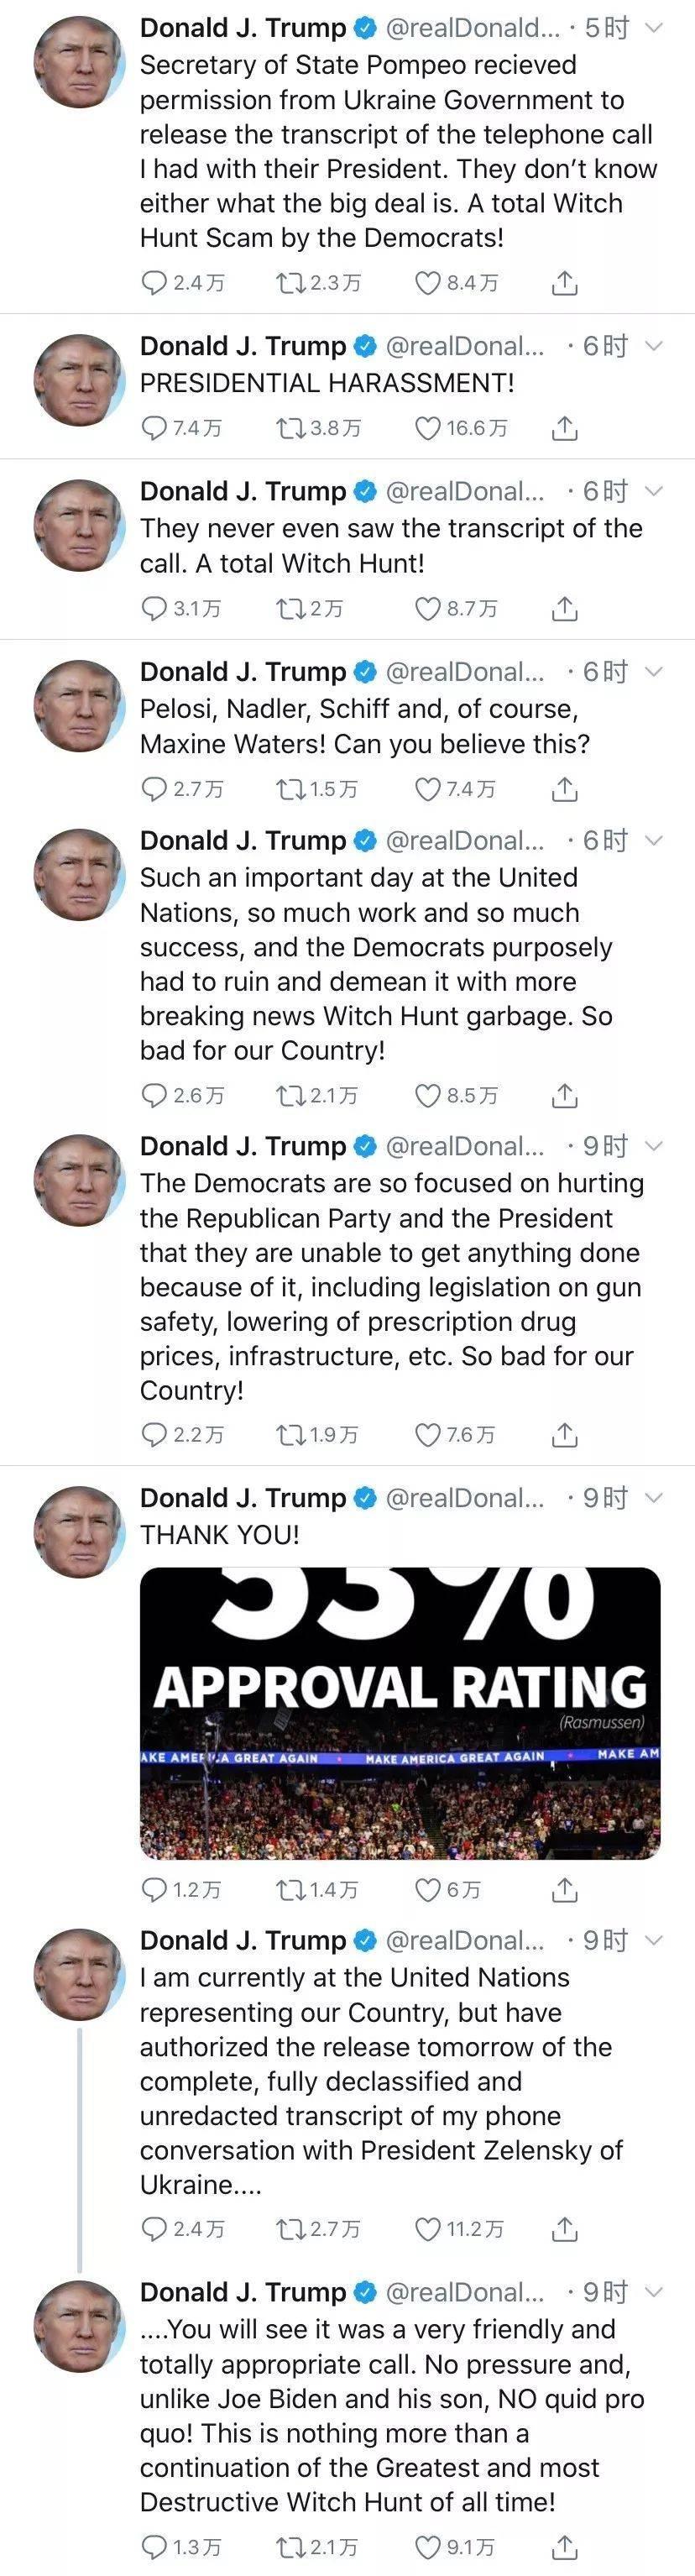 Donald J. Trump @realDonald... · 5时
Secretary of State Pompeo recieved
permission from Ukraine Government to
release the transcript of the telephone call
I had with their President. They don’t know
either what the big deal is. A total Witch
Hunt Scam by the Democrats!
2.4万 2.3万 8.4万
Donald J. Trump @realDonal... · 6时
PRESIDENTIAL HARASSMENT!
7.4万 3.8万 16.6万
Donald J. Trump @realDonal... · 6时
They never even saw the transcript of the
call. A total Witch Hunt!
3.1万 2万 8.7万
Donald J. Trump @realDonal... · 6时
Pelosi, Nadler, Schiff and, of course,
Maxine Waters! Can you believe this?
2.7万 1.5万 7.4万
Donald J. Trump @realDonal... · 6时
Such an important day at the United
Nations, so much work and so much
success, and the Democrats purposely
had to ruin and demean it with more
breaking news Witch Hunt garbage. So
bad for our Country!
2.6万 2.1万 8.5万
Donald J. Trump @realDonal... · 9时
The Democrats are so focused on hurting
the Republican Party and the President
that they are unable to get anything done
because of it, including legislation on gun
safety, lowering of prescription drug
prices, infrastructure, etc. So bad for our
Country!
2.2万 1.9万 7.6万
Donald J. Trump @realDonal... · 9时
THANK YOU!
53%
APPROVAL RATING
(Rasmussen)
AKE AMERICA GREAT AGAIN MAKE AMERICA GREAT AGAIN MAKE AM
1.2万 1.4万 6万
Donald J. Trump @realDonal... · 9时
I am currently at the United Nations
representing our Country, but have
authorized the release tomorrow of the
complete, fully declassified and
unredacted transcript of my phone
conversation with President Zelensky of
Ukraine....
2.4万 2.7万 11.2万
Donald J. Trump @realDonal... · 9时
....You will see it was a very friendly and
totally appropriate call. No pressure and,
unlike Joe Biden and his son, NO quid pro
quo! This is nothing more than a
continuation of the Greatest and most
Destructive Witch Hunt of all time!
1.3万 2.1万 9.1万